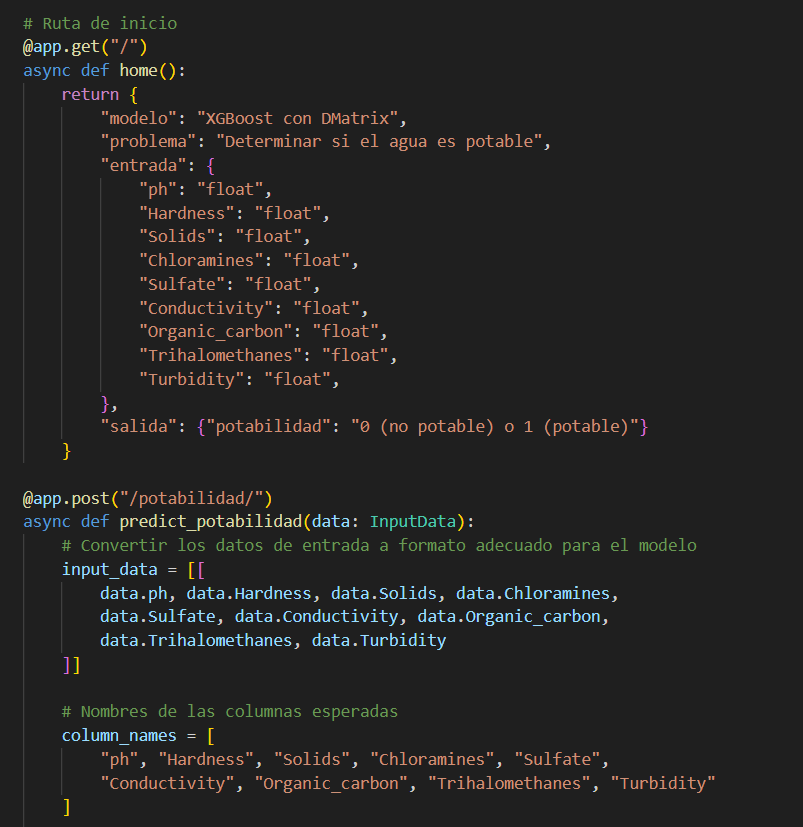 # Ruta de inicio
@app.get("/")
async def home():
    return {
        "modelo": "XGBoost con DMatrix",
        "problema": "Determinar si el agua es potable",
        "entrada": {
            "ph": "float",
            "Hardness": "float",
            "Solids": "float",
            "Chloramines": "float",
            "Sulfate": "float",
            "Conductivity": "float",
            "Organic_carbon": "float",
            "Trihalomethanes": "float",
            "Turbidity": "float",
        },
        "salida": {"potabilidad": "0 (no potable) o 1 (potable)"}
    }

@app.post("/potabilidad/")
async def predict_potabilidad(data: InputData):
    # Convertir los datos de entrada a formato adecuado para el modelo
    input_data = [[
        data.ph, data.Hardness, data.Solids, data.Chloramines,
        data.Sulfate, data.Conductivity, data.Organic_carbon,
        data.Trihalomethanes, data.Turbidity
    ]]

    # Nombres de las columnas esperadas
    column_names = [
        "ph", "Hardness", "Solids", "Chloramines", "Sulfate",
        "Conductivity", "Organic_carbon", "Trihalomethanes", "Turbidity"
    ]